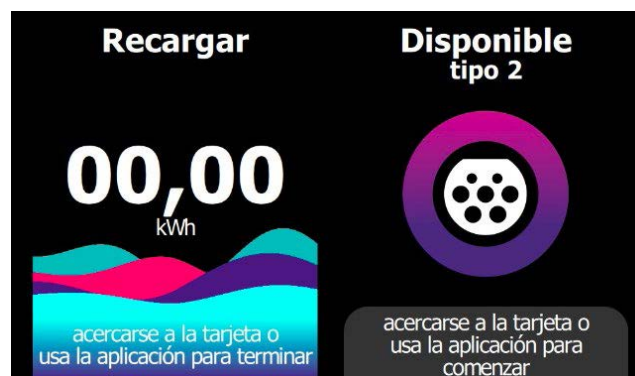 Recargar
00,00
kWh
acercarse a la tarjeta o
usa la aplicación para terminar
Disponible
tipo 2
acercarse a la tarjeta o
usa la aplicación para
comenzar